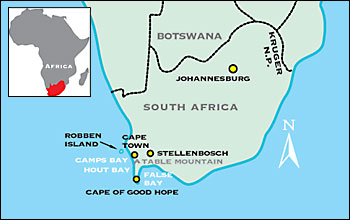 AFRICA
BOTSWANA
KRUGER
N.P.
JOHANNESBURG
SOUTH AFRICA
ROBBEN
ISLAND
CAPE
TOWN
STELLENBOSCH
CAMPS BAY
TABLE MOUNTAIN
HOUT BAY
FALSE
BAY
CAPE OF GOOD HOPE
N